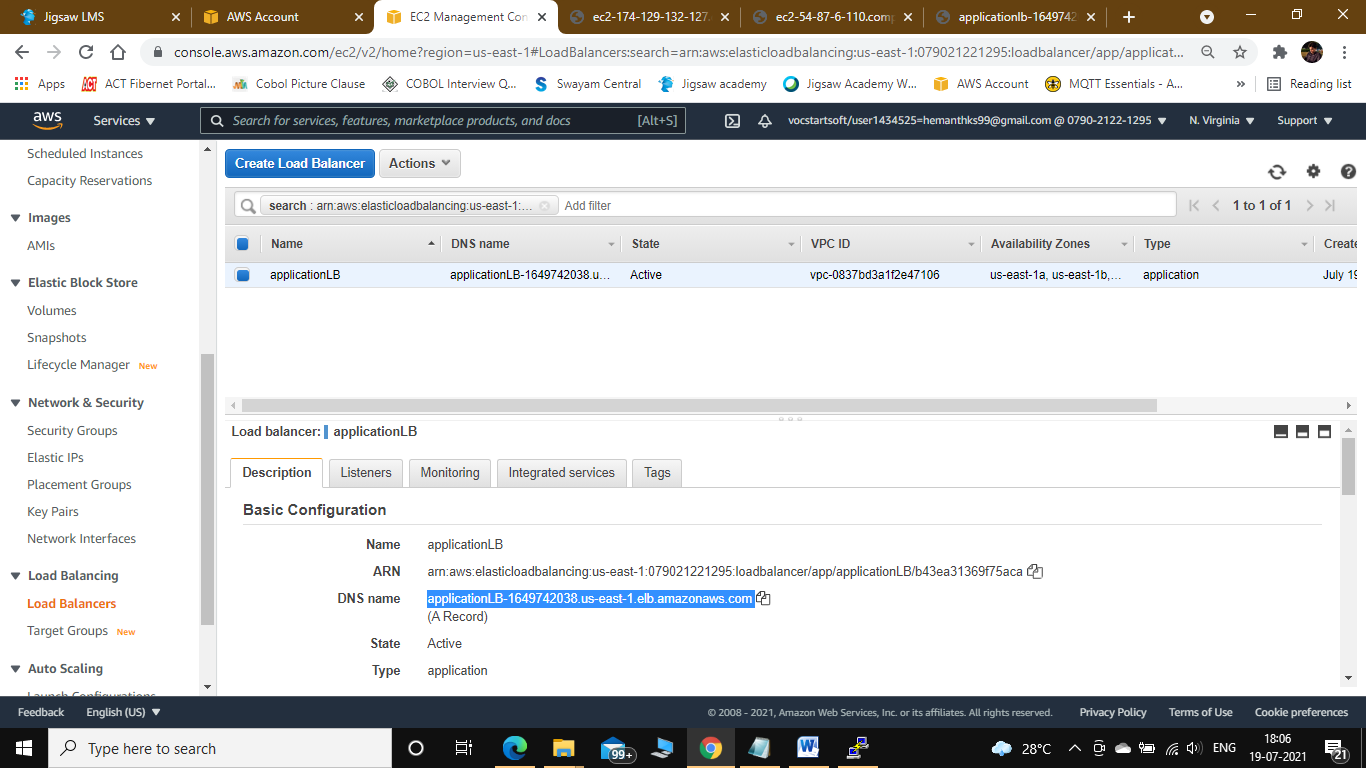 Jigsaw LMS
AWS Account
EC2 Management Con
ec2-174-129-132-127.
ec2-54-87-6-110.com
applicationlb-1649742
console.aws.amazon.com/ec2/v2/home?region=us-east-1#LoadBalancers:search=arn:aws:elasticloadbalancing:us-east-1:079021221295:loadbalancer/app/applicat...
Apps
ACT Fibernet Portal...
Cobol Picture Clause
COBOL Interview Q...
Swayam Central
Jigsaw academy
Jigsaw Academy W...
AWS Account
MQTT Essentials - A...
»
Reading list
aws
Services
Search for services, features, marketplace products, and docs
[Alt+S]
vocstartsoft/user1434525=hemanthks99@gmail.com @ 0790-2122-1295
N. Virginia
Support
Scheduled Instances
Capacity Reservations
Images
AMIs
Elastic Block Store
Volumes
Snapshots
Lifecycle Manager New
Network & Security
Security Groups
Elastic IPs
Placement Groups
Key Pairs
Network Interfaces
Load Balancing
Load Balancers
Target Groups New
Auto Scaling
Launch Configurations
Create Load Balancer
Actions
search : arn:aws:elasticloadbalancing:us-east-1:...
Add filter
1 to 1 of 1
Name DNS name State VPC ID Availability Zones Type Create
applicationLB applicationLB-1649742038.u... Active vpc-0837bd3a1f2e47106 us-east-1a, us-east-1b,... application July 19
Load balancer: applicationLB
Description Listeners Monitoring Integrated services Tags
Basic Configuration
Name applicationLB
ARN arn:aws:elasticloadbalancing:us-east-1:079021221295:loadbalancer/app/applicationLB/b43ea31369f75aca
DNS name applicationLB-1649742038.us-east-1.elb.amazonaws.com
(A Record)
State Active
Type application
Feedback
English (US)
© 2008 - 2021, Amazon Web Services, Inc. or its affiliates. All rights reserved.
Privacy Policy
Terms of Use
Cookie preferences
Type here to search
99+
28°C
ENG
18:06
19-07-2021
21